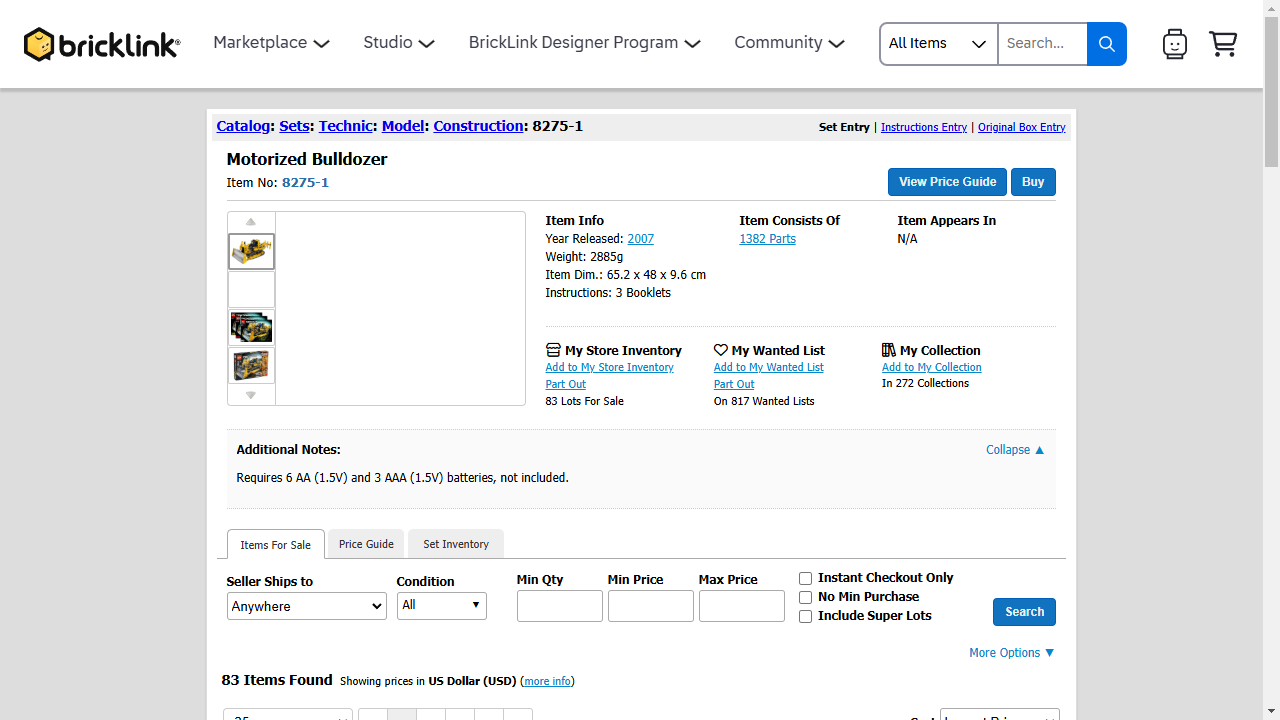 bricklink
Marketplace
Studio
BrickLink Designer Program
Community
All Items
Search...
Catalog: Sets: Technic: Model: Construction: 8275-1
Set Entry | Instructions Entry | Original Box Entry
Motorized Bulldozer
Item No: 8275-1
View Price Guide
Buy
Item Info
Year Released: 2007
Weight: 2885g
Item Dim.: 65.2 x 48 x 9.6 cm
Instructions: 3 Booklets
Item Consists Of
1382 Parts
Item Appears In
N/A
My Store Inventory
Add to My Store Inventory
Part Out
83 Lots For Sale
My Wanted List
Add to My Wanted List
Part Out
On 817 Wanted Lists
My Collection
Add to My Collection
In 272 Collections
Additional Notes:
Collapse ▲
Requires 6 AA (1.5V) and 3 AAA (1.5V) batteries, not included.
Items For Sale
Price Guide
Set Inventory
Seller Ships to
Anywhere
Condition
All
Min Qty
Min Price
Max Price
Instant Checkout Only
No Min Purchase
Include Super Lots
Search
More Options ▼
83 Items Found Showing prices in US Dollar (USD) (more info)